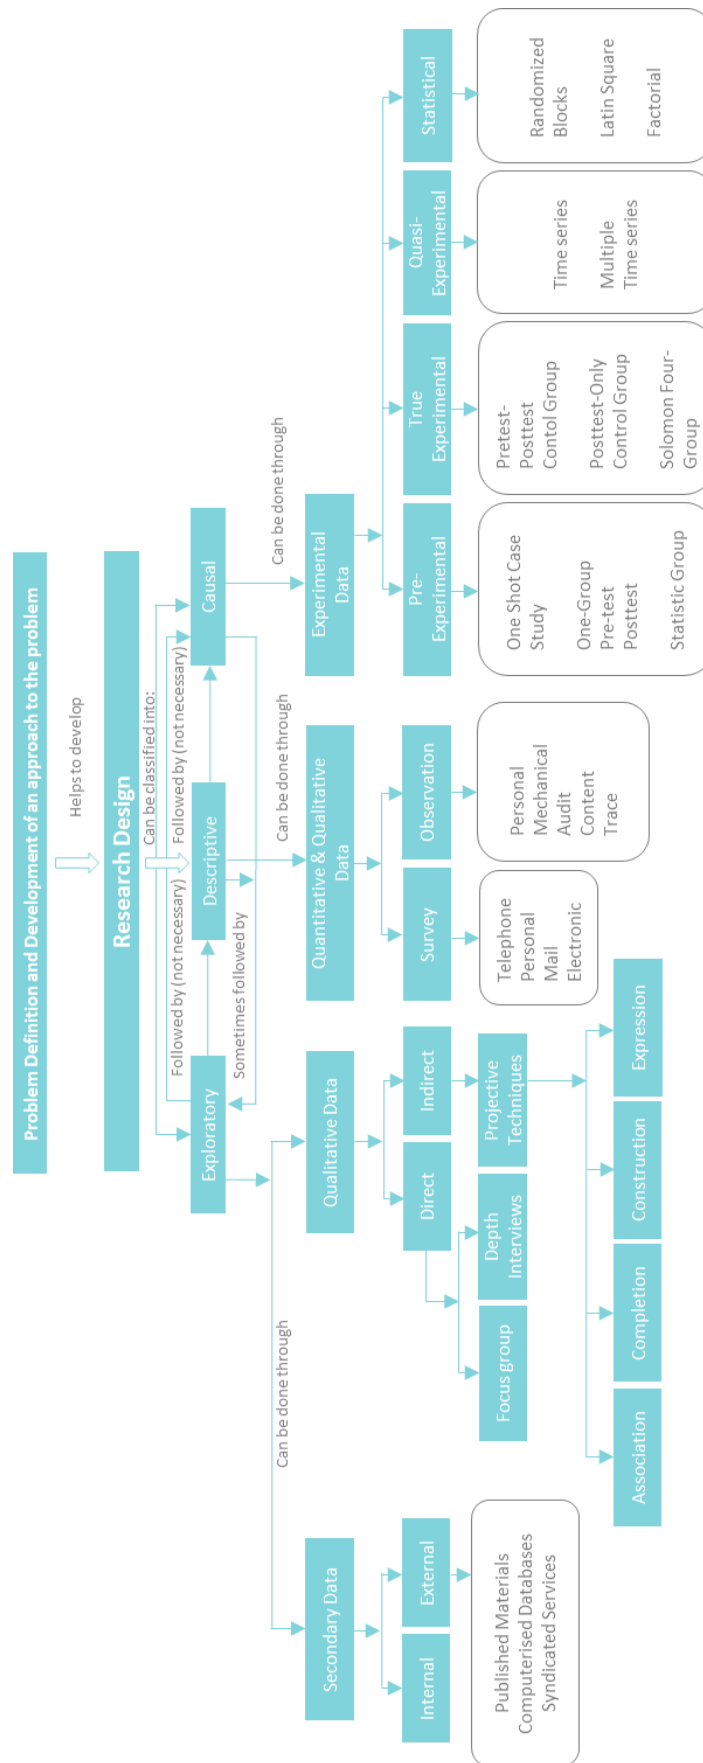 Problem Definition and Development of an approach to the problem
Helps to develop
Research Design
Can be classified into:
Followed by (not necessary)
Followed by (not necessary)
Exploratory
Descriptive
Causal
Sometimes followed by
Can be done through
Can be done through
Can be done through
Secondary Data
Qualitative Data
Quantitative & Qualitative
Data
Experimental
Data
Internal
External
Direct
Indirect
Survey
Observation
Pre-
Experimental
True
Experimental
Quasi-
Experimental
Statistical
Published Materials
Computerised Databases
Syndicated Services
Focus group
Depth
Interviews
Projective
Techniques
Telephone
Personal
Mail
Electronic
Personal
Mechanical
Audit
Content
Trace
One Shot Case
Study
One-Group
Pre-test
Posttest
Statistic Group
Pretest-
Posttest
Contol Group
Posttest-Only
Control Group
Solomon Four-
Group
Time series
Multiple
Time series
Randomized
Blocks
Latin Square
Factorial
Association
Completion
Construction
Expression